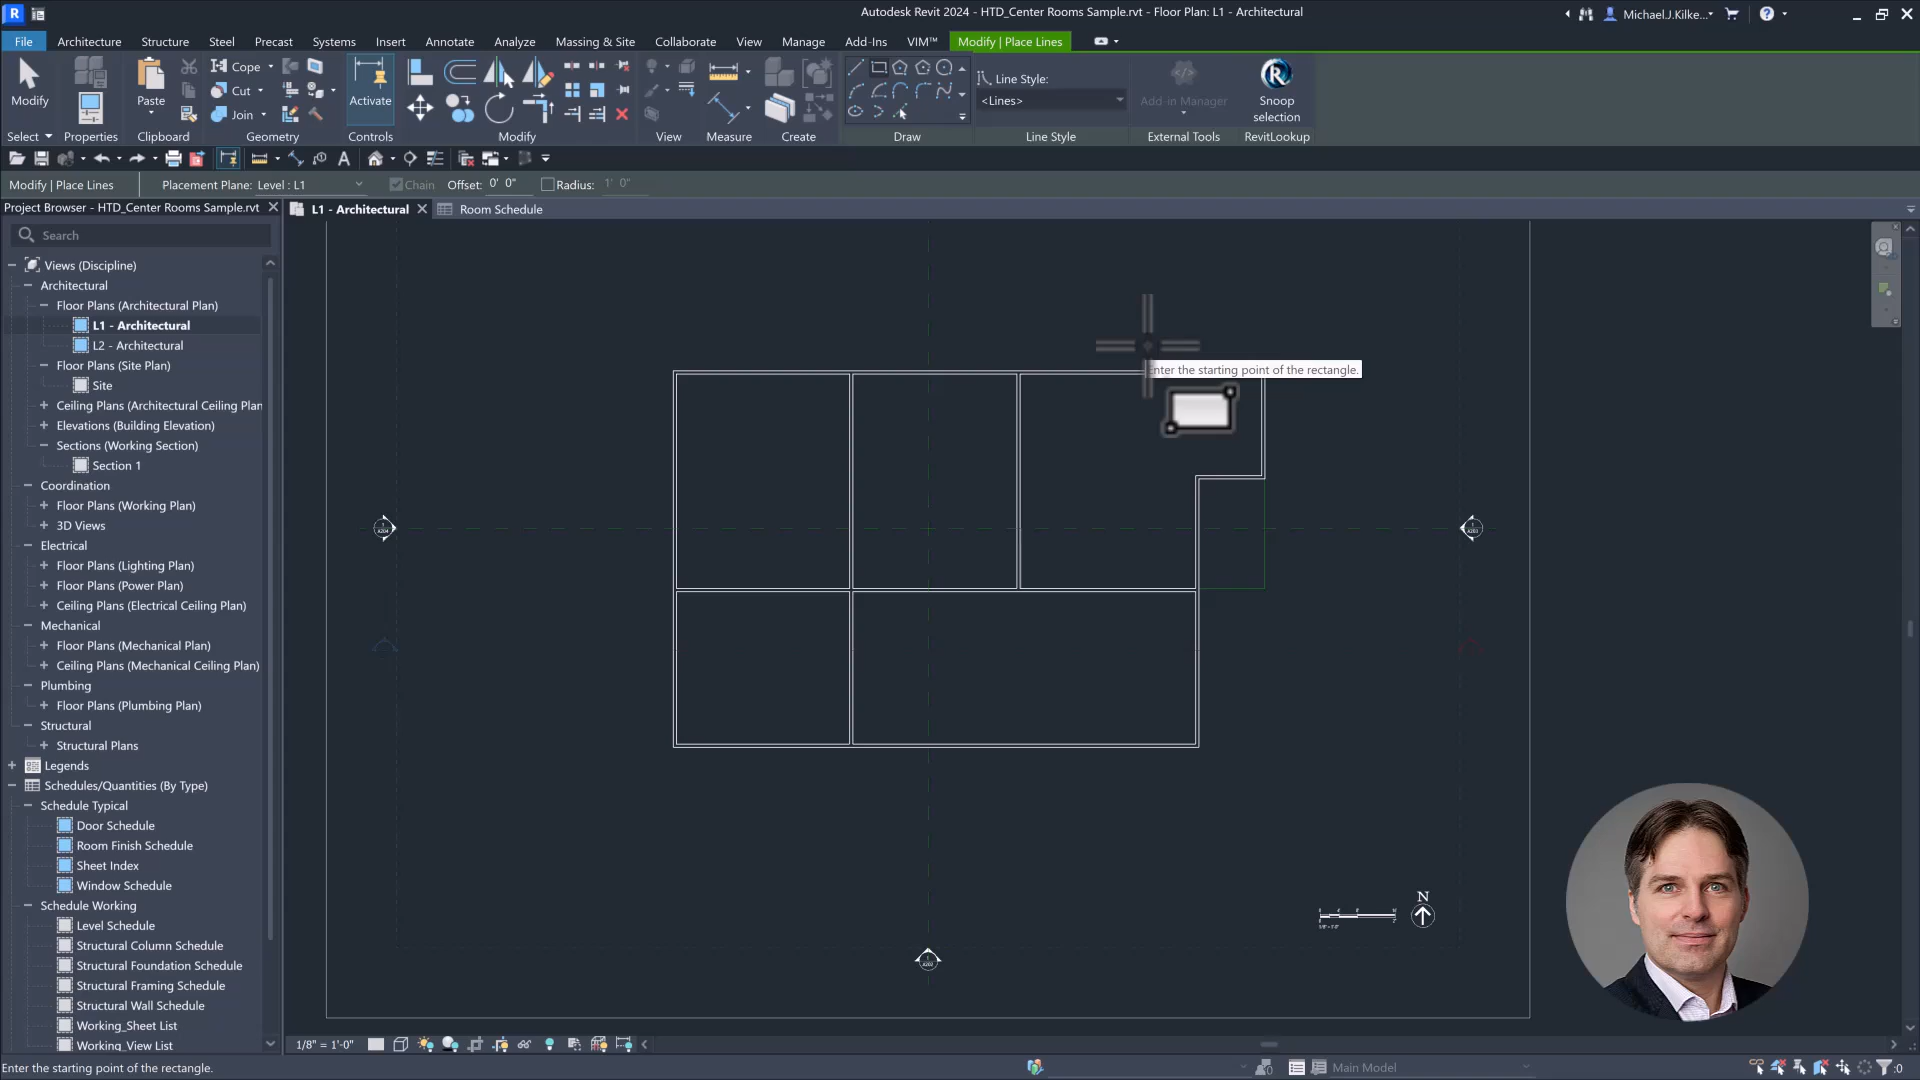 Autodesk Revit 2024 - HTD_Center Rooms Sample.rvt - Floor Plan: L1 - Architectural
Michael.J.Kilke...
File Architecture Structure Steel Precast Systems Insert Annotate Analyze Massing & Site Collaborate View Manage Add-Ins VIM™ Modify | Place Lines
Modify
Paste
Cope
Cut
Join
Activate
Line Style:
<Lines>
Add-in Manager
Snoop
selection
Select Properties Clipboard Geometry Controls Modify View Measure Create Draw Line Style External Tools RevitLookup
Modify | Place Lines Placement Plane: Level : L1 Chain Offset: 0' 0" Radius: 1' 0"
Project Browser - HTD_Center Rooms Sample.rvt
L1 - Architectural Room Schedule
Search
Views (Discipline)
Architectural
Floor Plans (Architectural Plan)
L1 - Architectural
L2 - Architectural
Floor Plans (Site Plan)
Site
Ceiling Plans (Architectural Ceiling Plan
Elevations (Building Elevation)
Sections (Working Section)
Section 1
Coordination
Floor Plans (Working Plan)
3D Views
Electrical
Floor Plans (Lighting Plan)
Floor Plans (Power Plan)
Ceiling Plans (Electrical Ceiling Plan)
Mechanical
Floor Plans (Mechanical Plan)
Ceiling Plans (Mechanical Ceiling Plan)
Plumbing
Floor Plans (Plumbing Plan)
Structural
Structural Plans
Legends
Schedules/Quantities (By Type)
Schedule Typical
Door Schedule
Room Finish Schedule
Sheet Index
Window Schedule
Schedule Working
Level Schedule
Structural Column Schedule
Structural Foundation Schedule
Structural Framing Schedule
Structural Wall Schedule
Working_Sheet List
Working_View List
Enter the starting point of the rectangle.
N
1/8" = 1'-0"
Enter the starting point of the rectangle.
Main Model
:0